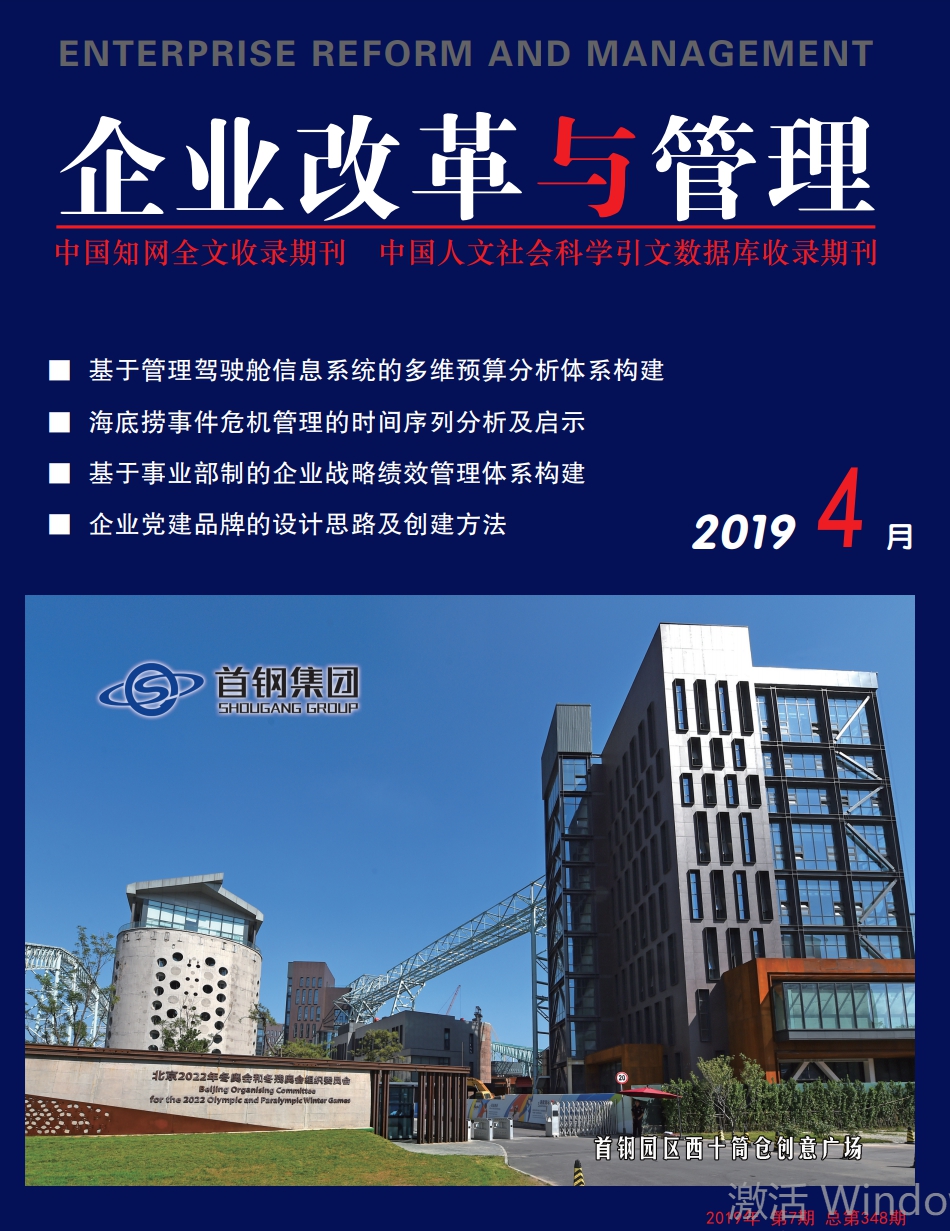 ENTERPRISE REFORM AND MANAGEMENT
企业改革与管理
中国知网全文收录期刊 中国人文社会科学引文数据库收录期刊
■ 基于管理驾驶舱信息系统的多维预算分析体系构建
■ 海底捞事件危机管理的时间序列分析及启示
■ 基于事业部制的企业战略绩效管理体系构建
■ 企业党建品牌的设计思路及创建方法
2019 4 月
首钢集团
SHOUGANG GROUP
北京2022年冬奥会和冬残奥会组织委员会
Beijing Organising Committee
for the 2022 Olympic and Paralympic Winter Games
20
首钢园区西十筒仓创意广场
激活 Windo
2019年 第7期 总第348期